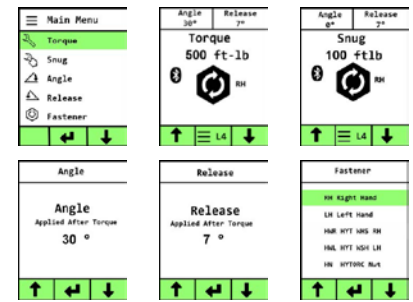 Main Menu
Torque
Snug
Angle
Release
Fastener
Angle 30° Release 7°
Torque
500 ft-lb
RH
L4
Angle 0° Release 7°
Snug
100 ftlb
RH
L4
Angle
Angle
Applied After Torque
30 °
Release
Release
Applied After Torque
7 °
Fastener
RH Right Hand
LH Left Hand
HWR HYT WHS RH
HWL HYT WSH LH
HN HYTORC Nut